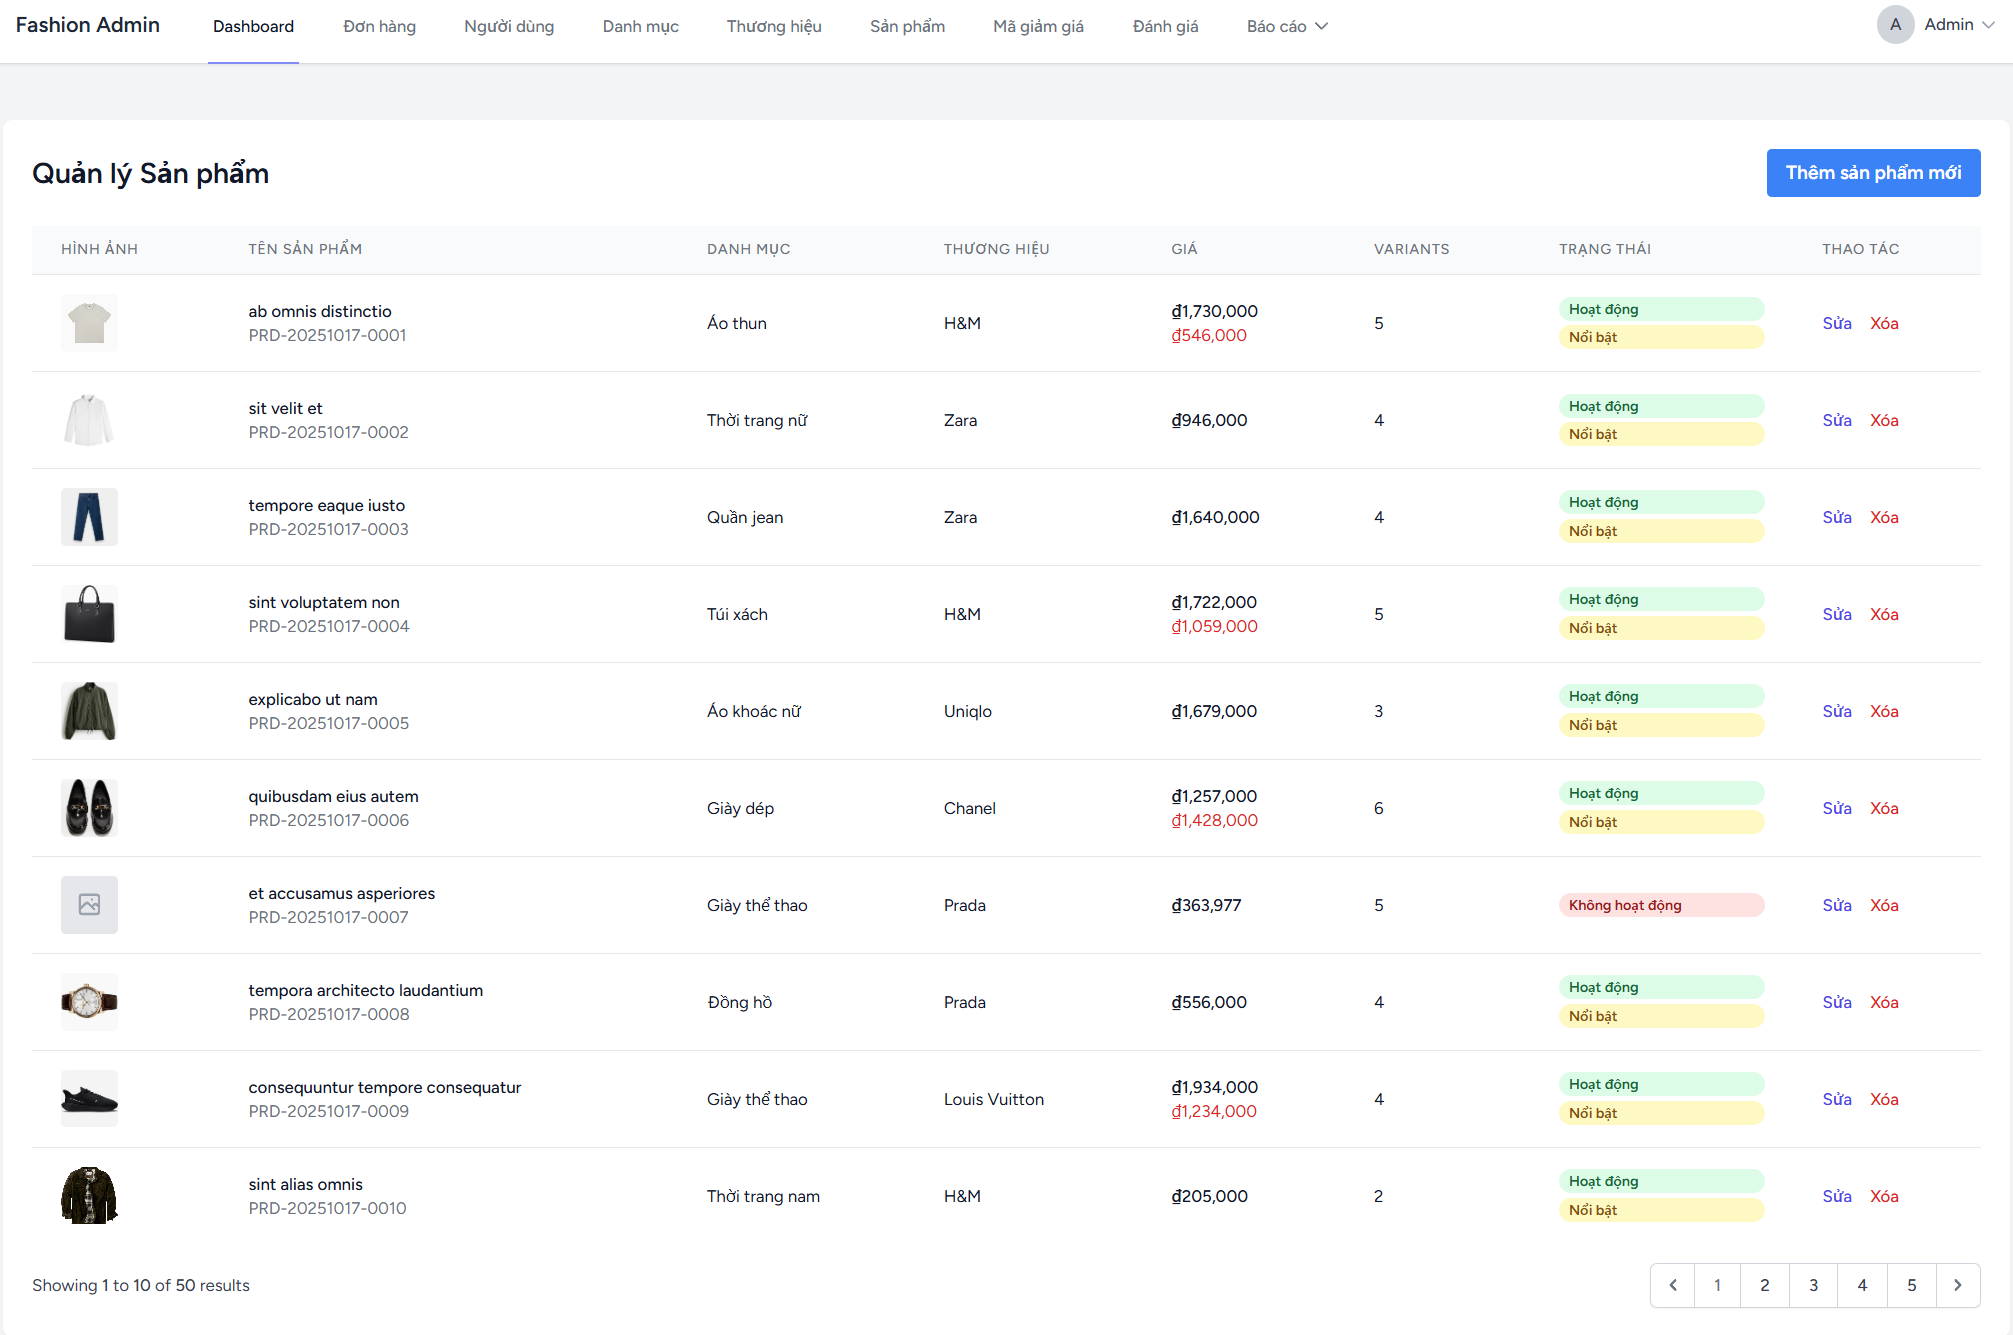 Fashion Admin Dashboard Đơn hàng Người dùng Danh mục Thương hiệu Sản phẩm Mã giảm giá Đánh giá Báo cáo A Admin
Quản lý Sản phẩm Thêm sản phẩm mới
HÌNH ẢNH TÊN SẢN PHẨM DANH MỤC THƯƠNG HIỆU GIÁ VARIANTS TRẠNG THÁI THAO TÁC
ab omnis distinctio
PRD-20251017-0001
Áo thun
H&M
₫1,730,000
₫546,000
5
Hoạt động
Nổi bật
Sửa Xóa
sit velit et
PRD-20251017-0002
Thời trang nữ
Zara
₫946,000
4
Hoạt động
Nổi bật
Sửa Xóa
tempore eaque iusto
PRD-20251017-0003
Quần jean
Zara
₫1,640,000
4
Hoạt động
Nổi bật
Sửa Xóa
sint voluptatem non
PRD-20251017-0004
Túi xách
H&M
₫1,722,000
₫1,059,000
5
Hoạt động
Nổi bật
Sửa Xóa
explicabo ut nam
PRD-20251017-0005
Áo khoác nữ
Uniqlo
₫1,679,000
3
Hoạt động
Nổi bật
Sửa Xóa
quibusdam eius autem
PRD-20251017-0006
Giày dép
Chanel
₫1,257,000
₫1,428,000
6
Hoạt động
Nổi bật
Sửa Xóa
et accusamus asperiores
PRD-20251017-0007
Giày thể thao
Prada
₫363,977
5
Không hoạt động
Sửa Xóa
tempora architecto laudantium
PRD-20251017-0008
Đồng hồ
Prada
₫556,000
4
Hoạt động
Nổi bật
Sửa Xóa
consequuntur tempore consequatur
PRD-20251017-0009
Giày thể thao
Louis Vuitton
₫1,934,000
₫1,234,000
4
Hoạt động
Nổi bật
Sửa Xóa
sint alias omnis
PRD-20251017-0010
Thời trang nam
H&M
₫205,000
2
Hoạt động
Nổi bật
Sửa Xóa
Showing 1 to 10 of 50 results 1 2 3 4 5